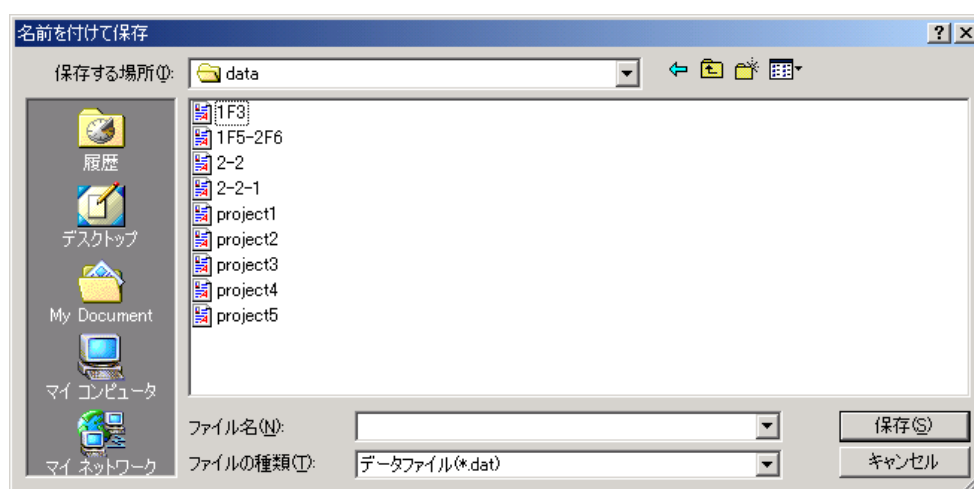 名前を付けて保存
保存する場所(I): data
履歴
デスクトップ
My Document
マイ コンピュータ
マイ ネットワーク
1F3
1F5-2F6
2-2
2-2-1
project1
project2
project3
project4
project5
ファイル名(N): 保存(S)
ファイルの種類(T): データファイル(*.dat) キャンセル